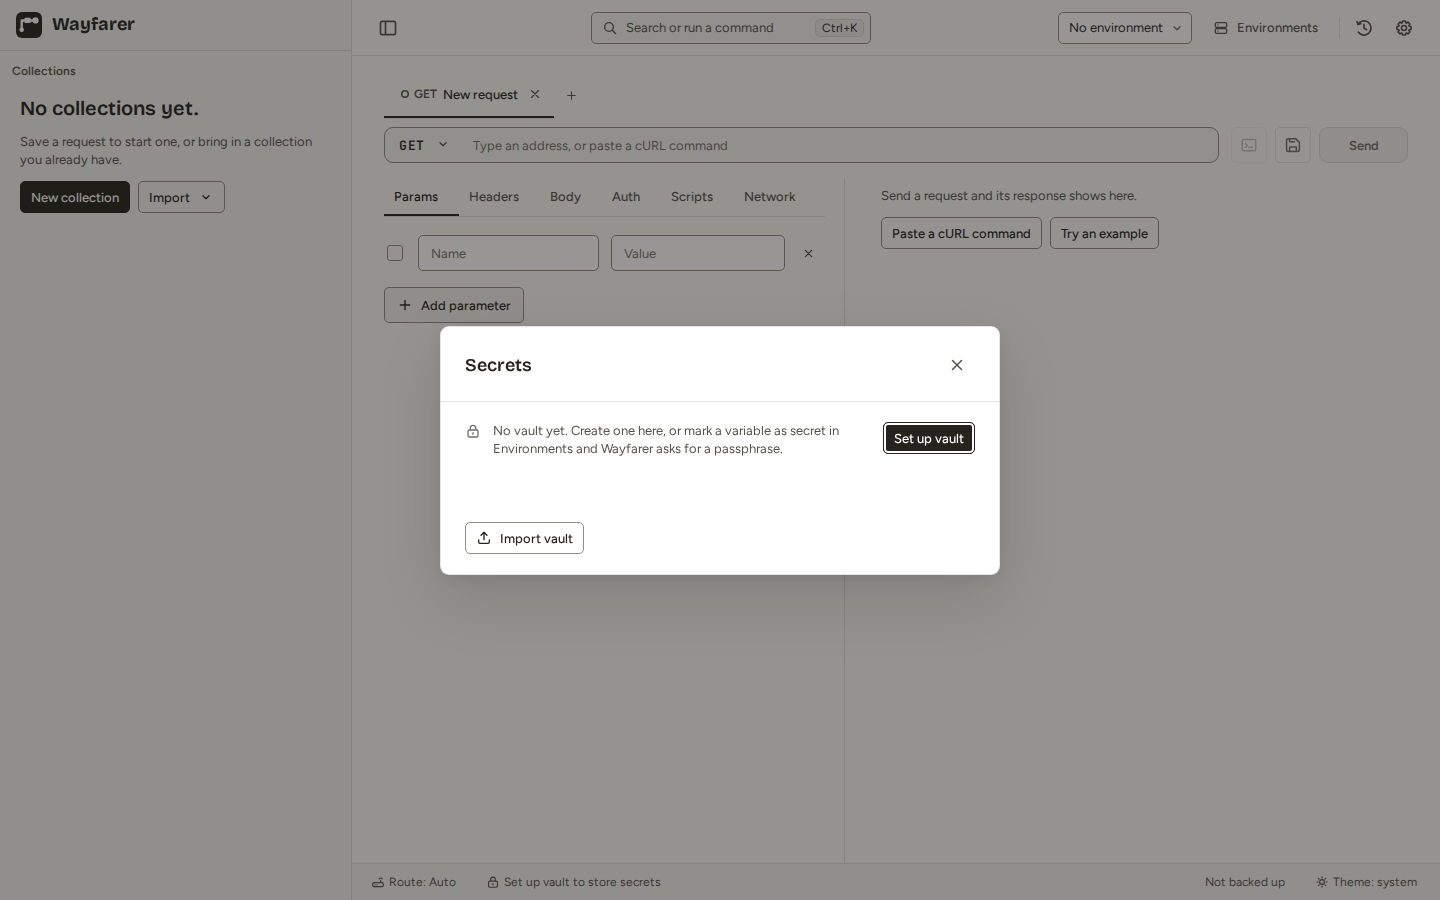 Wayfarer
Search or run a command
Ctrl+K
No environment
Environments
Collections
No collections yet.
Save a request to start one, or bring in a collection
you already have.
New collection
Import
GET New request
GET
Type an address, or paste a cURL command
Send
Params
Headers
Body
Auth
Scripts
Network
Name
Value
Add parameter
Send a request and its response shows here.
Paste a cURL command
Try an example
Secrets
No vault yet. Create one here, or mark a variable as secret in
Environments and Wayfarer asks for a passphrase.
Set up vault
Import vault
Route: Auto
Set up vault to store secrets
Not backed up
Theme: system